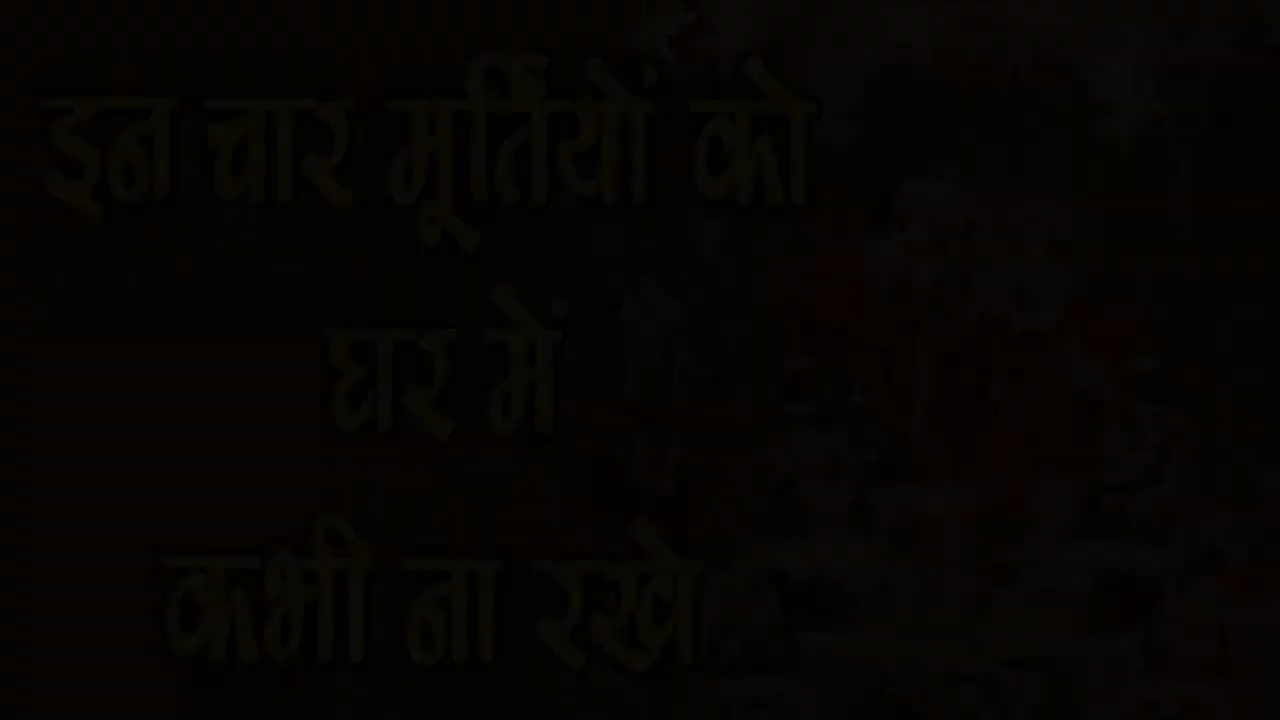 इन चार मूर्तियों को
घर में
कभी ना रखे